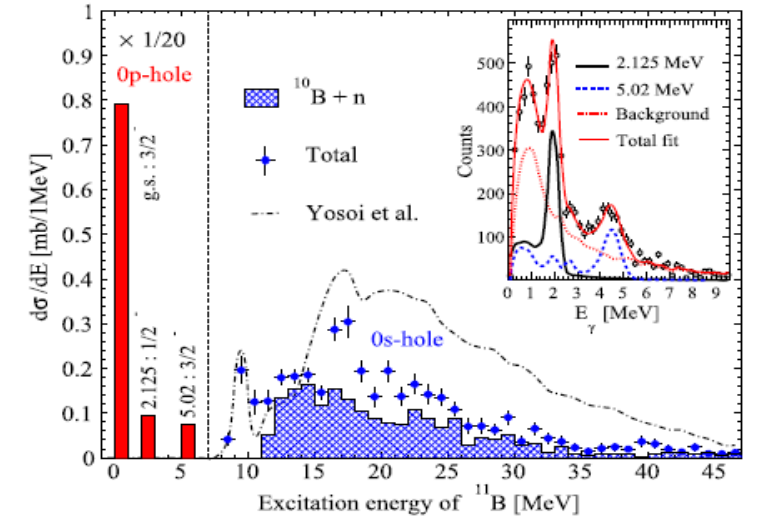 1
0.9
0.8
0.7
0.6
0.5
0.4
0.3
0.2
0.1
0
dσ/dE [mb/1MeV]
× 1/20
0p-hole
g.s. : 3/2⁻
2.125 : 1/2⁻
5.02 : 3/2⁻
¹⁰B + n
Total
Yosoi et al.
0s-hole
0 5 10 15 20 25 30 35 40 45
Excitation energy of ¹¹B [MeV]
500
400
300
200
100
Counts
2.125 MeV
5.02 MeV
Background
Total fit
0 1 2 3 4 5 6 7 8 9
Eγ [MeV]